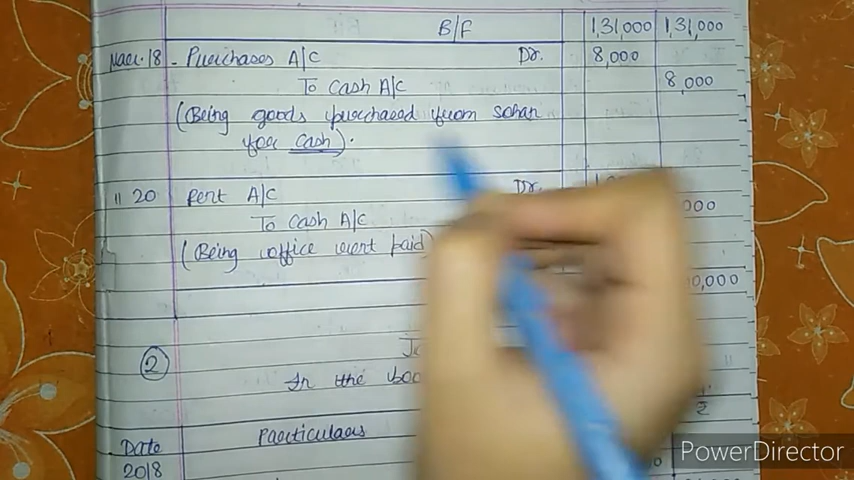 B/F 1,31,000 1,31,000
Mar. 18 - Purchases A/C Dr. 8,000
To Cash A/C 8,000
(Being goods purchased from sohan
for Cash).
" 20 Rent A/C Dr.
To Cash A/C
(Being office rent paid)
2
In the
Date Particulars
2018
PowerDirector